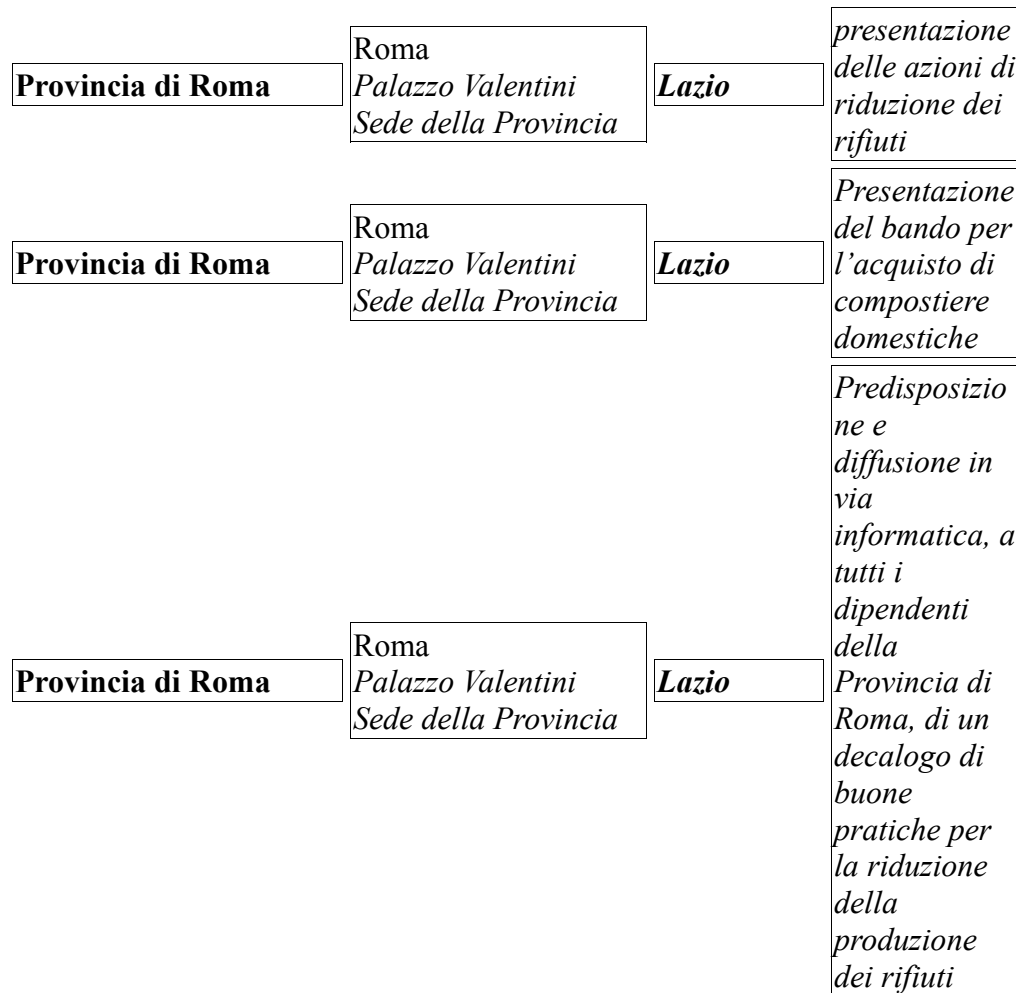 Provincia di Roma
Roma
Palazzo Valentini
Sede della Provincia
Lazio
presentazione
delle azioni di
riduzione dei
rifiuti
Provincia di Roma
Roma
Palazzo Valentini
Sede della Provincia
Lazio
Presentazione
del bando per
l’acquisto di
compostiere
domestiche
Provincia di Roma
Roma
Palazzo Valentini
Sede della Provincia
Lazio
Predisposizio
ne e
diffusione in
via
informatica, a
tutti i
dipendenti
della
Provincia di
Roma, di un
decalogo di
buone
pratiche per
la riduzione
della
produzione
dei rifiuti